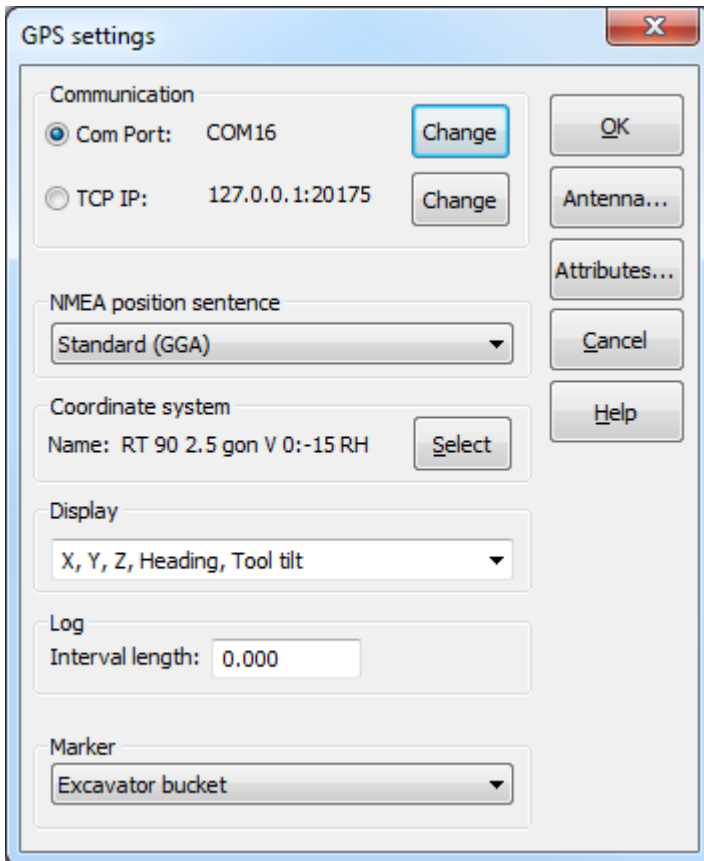 GPS settings
Communication
Com Port: COM16 Change
OK
TCP IP: 127.0.0.1:20175 Change
Antenna...
Attributes...
NMEA position sentence
Standard (GGA)
Cancel
Coordinate system
Name: RT 90 2.5 gon V 0:-15 RH Select
Help
Display
X, Y, Z, Heading, Tool tilt
Log
Interval length: 0.000
Marker
Excavator bucket